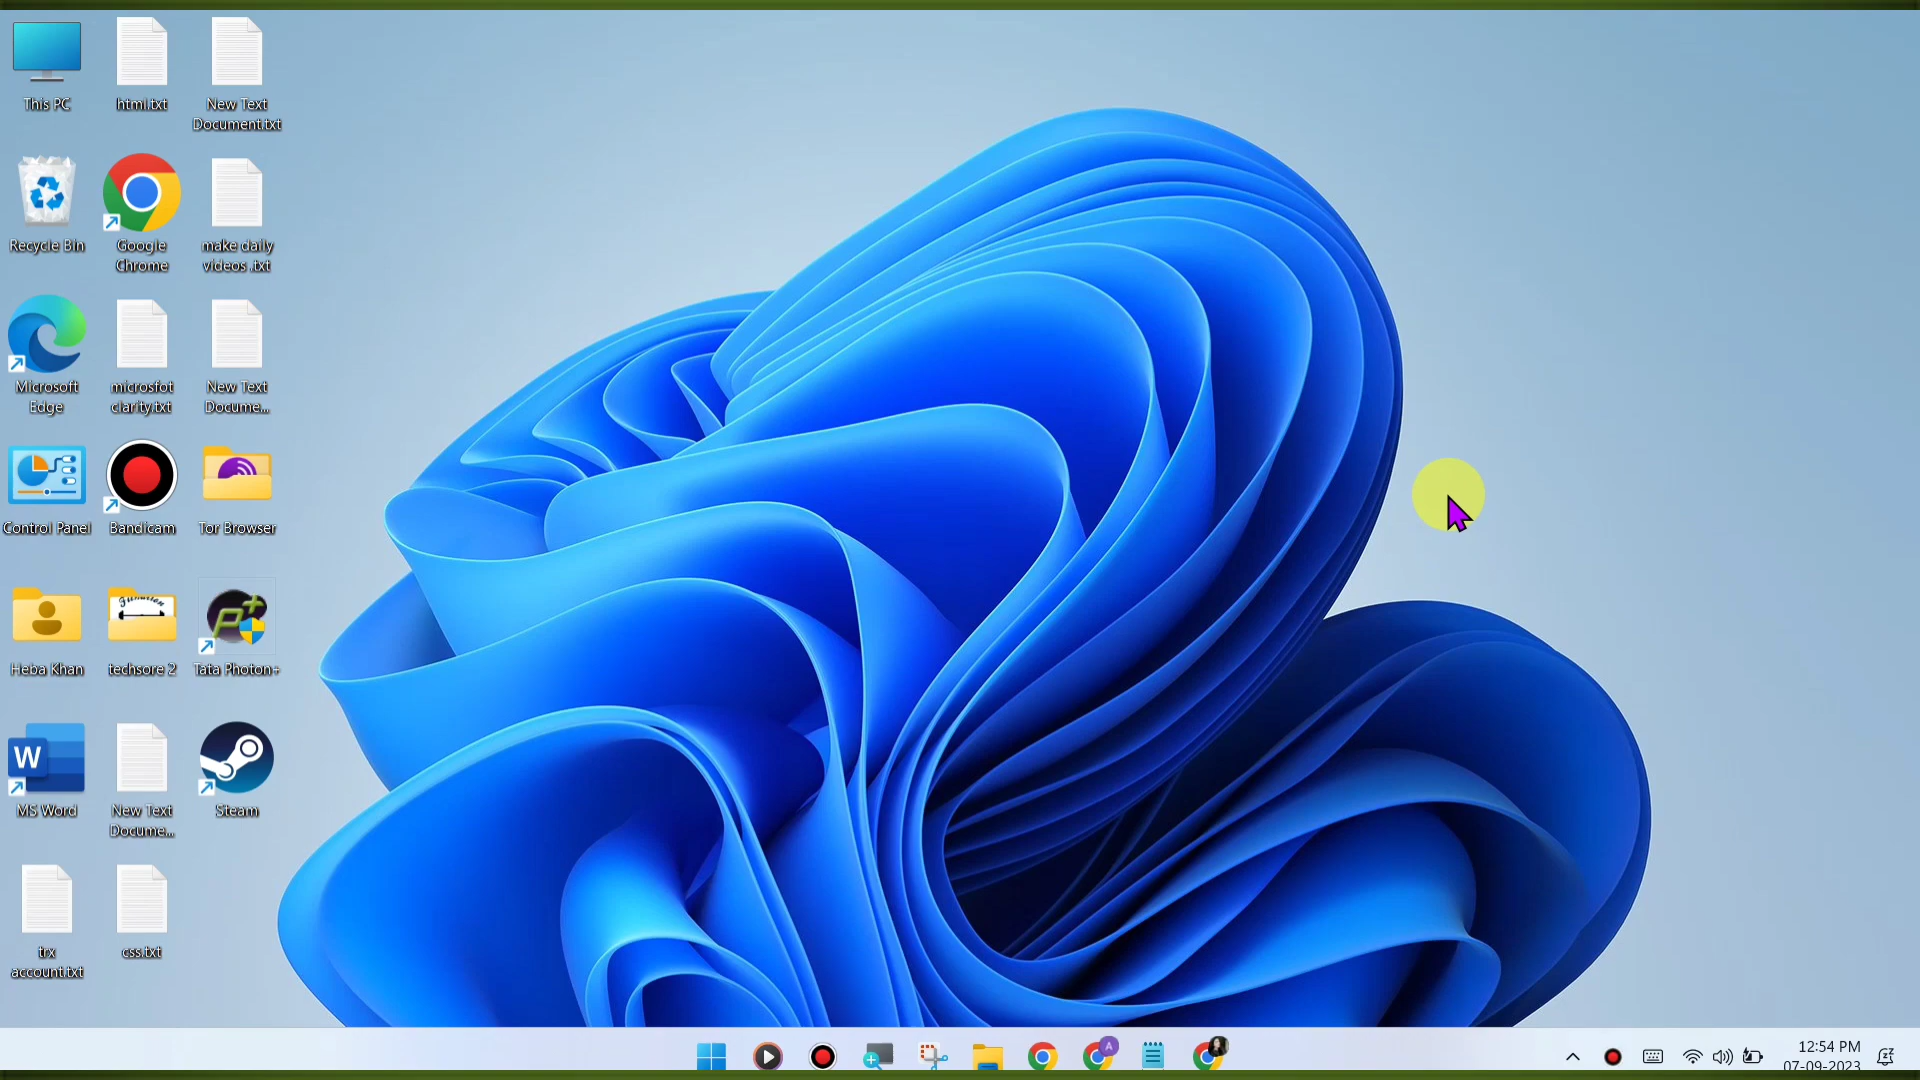 This PC
html.txt
New Text
Document.txt
Recycle Bin
Google
Chrome
make daily
videos .txt
Microsoft
Edge
microsfot
clarity.txt
New Text
Docume...
Control Panel
Bandicam
Tor Browser
Heba Khan
techsore 2
Tata Photon+
W
MS Word
New Text
Docume...
Steam
trx
account.txt
css.txt
A
12:54 PM
07-09-2023